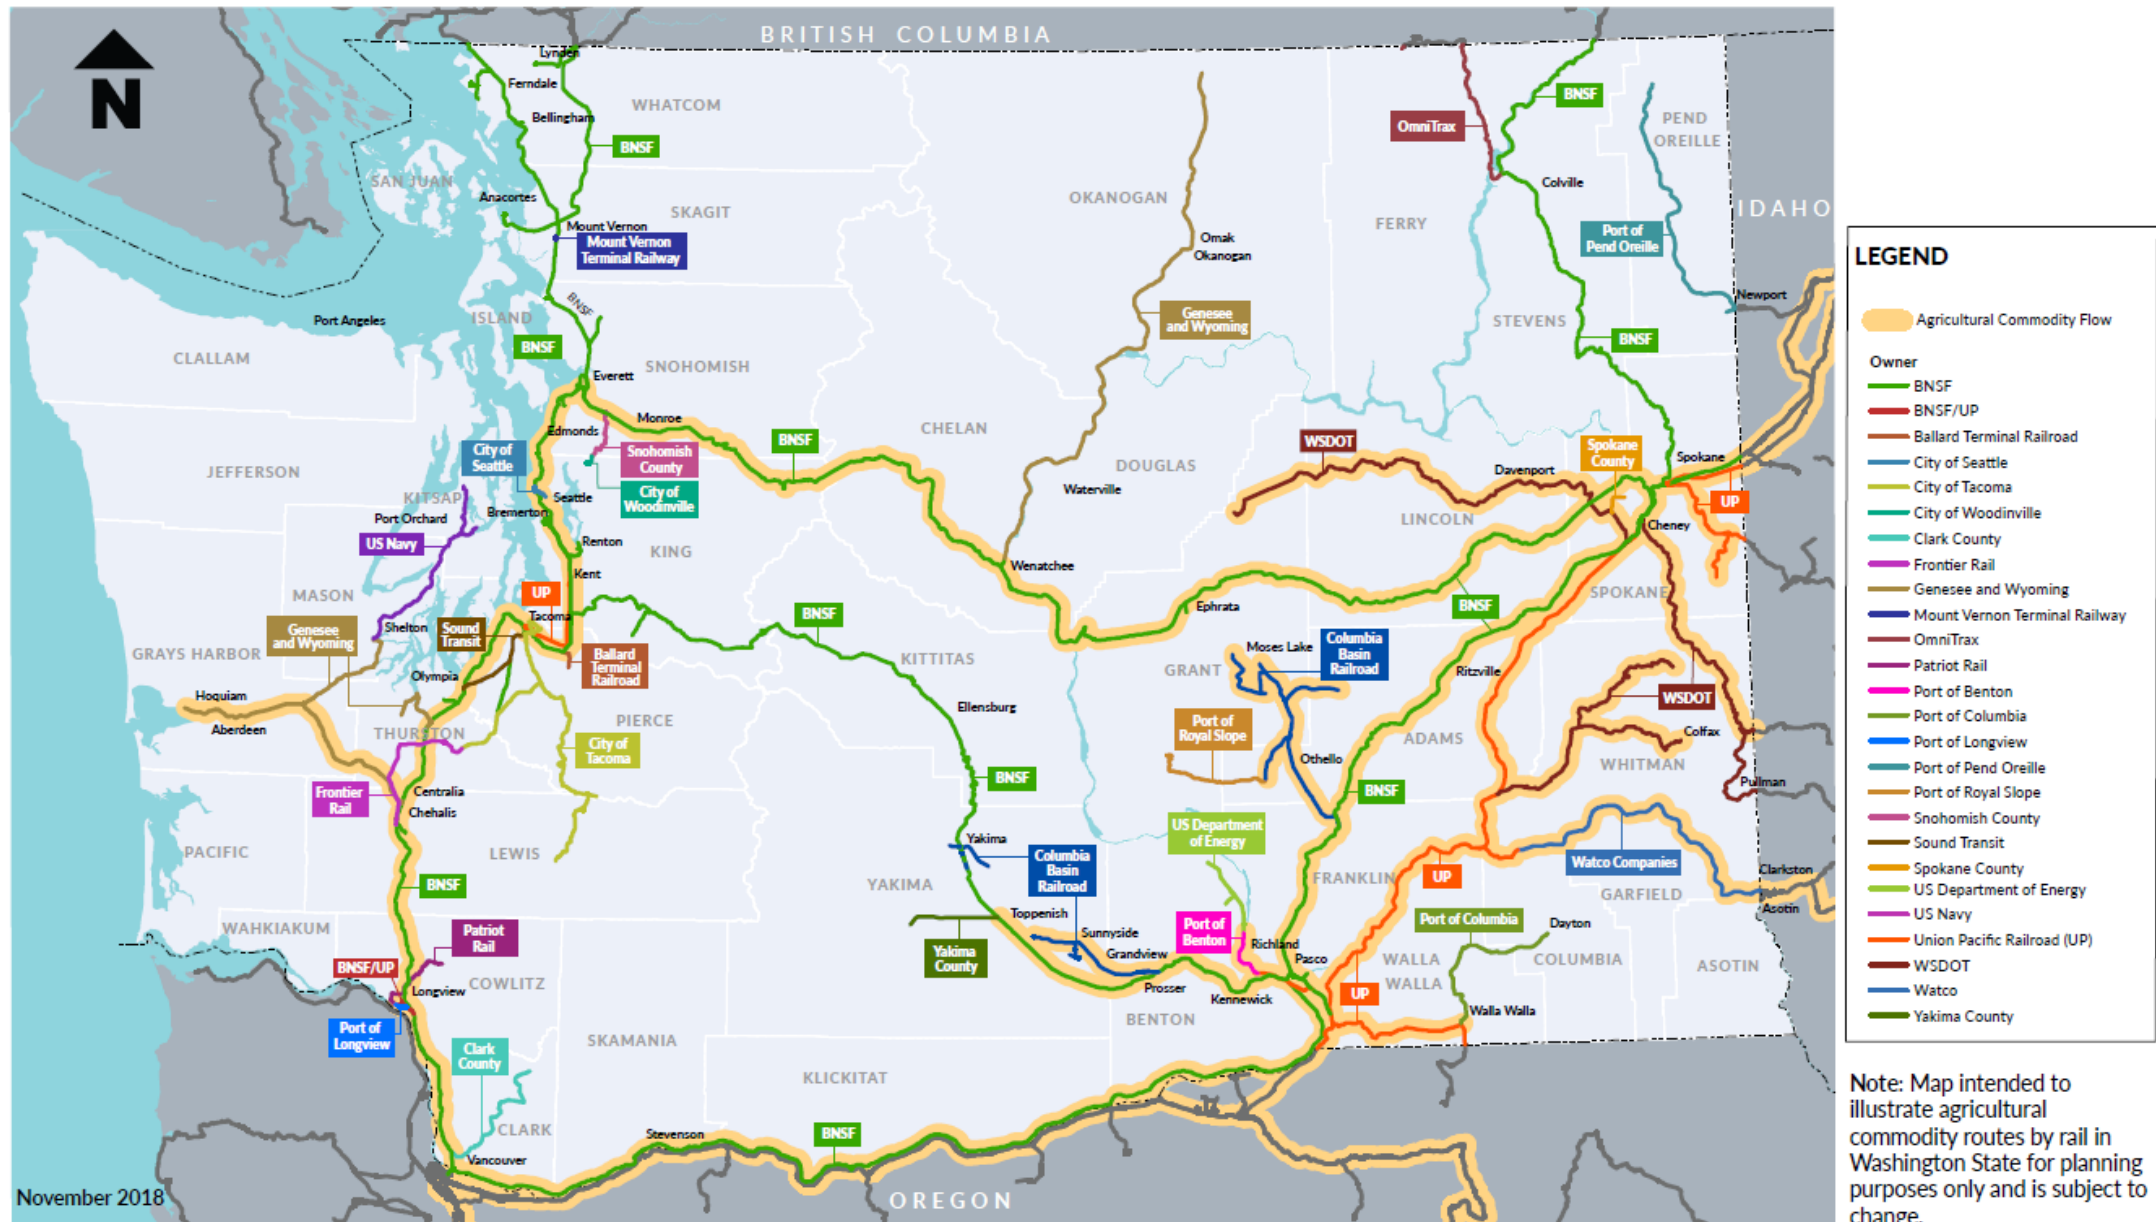 BRITISH COLUMBIA
N
Lynden
Ferndale
WHATCOM
Bellingham
BNSF
BNSF
OmniTrax
PEND
OREILLE
SAN JUAN
Anacortes
SKAGIT
OKANOGAN
FERRY
Colville
IDAHO
Mount Vernon
Mount Vernon
Terminal Railway
Omak
Okanogan
Port of
Pend Oreille
Newport
BNSF
ISLAND
Port Angeles
Genesee
and Wyoming
STEVENS
BNSF
BNSF
CLALLAM
SNOHOMISH
Everett
Monroe
Edmonds
BNSF
CHELAN
WSDOT
Spokane
County
Spokane
City of
Seattle
Snohomish
County
JEFFERSON
DOUGLAS
Davenport
KITSAP
City of
Woodinville
Seattle
Waterville
UP
Port Orchard
Bremerton
LINCOLN
Cheney
US Navy
Renton
KING
Kent
Wenatchee
MASON
UP
Tacoma
BNSF
Ephrata
BNSF
SPOKANE
Genesee
and Wyoming
Shelton
Sound
Transit
GRAYS HARBOR
Ballard
Terminal
Railroad
KITTITAS
Moses Lake
Columbia
Basin
Railroad
GRANT
Ritzville
Olympia
Hoquiam
Aberdeen
THURSTON
PIERCE
Ellensburg
Port of
Royal Slope
WSDOT
City of
Tacoma
Othello
ADAMS
Colfax
WHITMAN
BNSF
BNSF
Pullman
Frontier
Rail
Centralia
Chehalis
PACIFIC
LEWIS
Yakima
US Department
of Energy
Columbia
Basin
Railroad
Watco Companies
BNSF
YAKIMA
FRANKLIN
UP
Clarkston
GARFIELD
Asotin
WAHKIAKUM
Patriot
Rail
Toppenish
Sunnyside
Port of
Benton
Port of Columbia
Dayton
Yakima
County
Grandview
Richland
Pasco
BNSF/UP
Longview
COWLITZ
Prosser
Kennewick
WALLA
WALLA
COLUMBIA
ASOTIN
UP
Port of
Longview
BENTON
Walla Walla
Clark
County
SKAMANIA
KLICKITAT
CLARK
Stevenson
BNSF
Vancouver
November 2018
OREGON
LEGEND
Agricultural Commodity Flow
Owner
BNSF
BNSF/UP
Ballard Terminal Railroad
City of Seattle
City of Tacoma
City of Woodinville
Clark County
Frontier Rail
Genesee and Wyoming
Mount Vernon Terminal Railway
OmniTrax
Patriot Rail
Port of Benton
Port of Columbia
Port of Longview
Port of Pend Oreille
Port of Royal Slope
Snohomish County
Sound Transit
Spokane County
US Department of Energy
US Navy
Union Pacific Railroad (UP)
WSDOT
Watco
Yakima County
Note: Map intended to
illustrate agricultural
commodity routes by rail in
Washington State for planning
purposes only and is subject to
change.